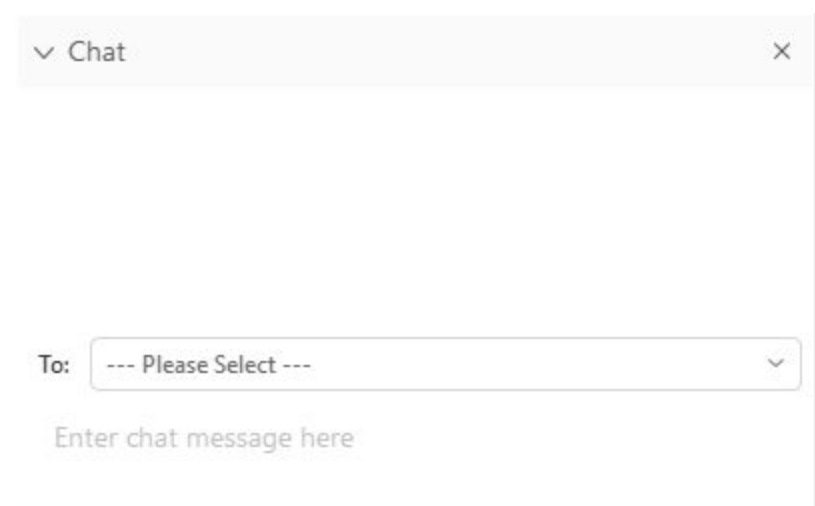 Chat
To: --- Please Select ---
Enter chat message here